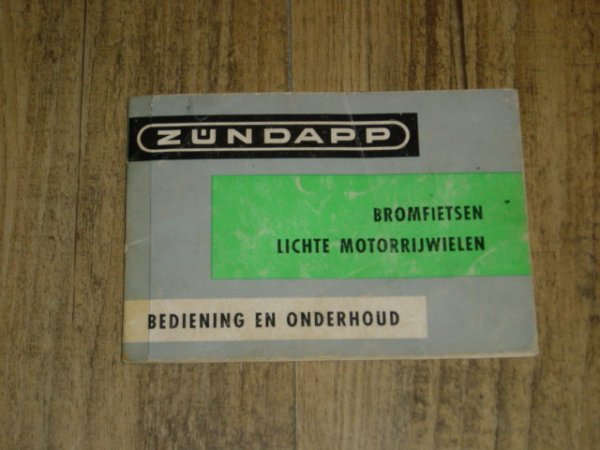 ZÜNDAPP
BROMFIETSEN
LICHTE MOTORRIJWIELEN
BEDIENING EN ONDERHOUD